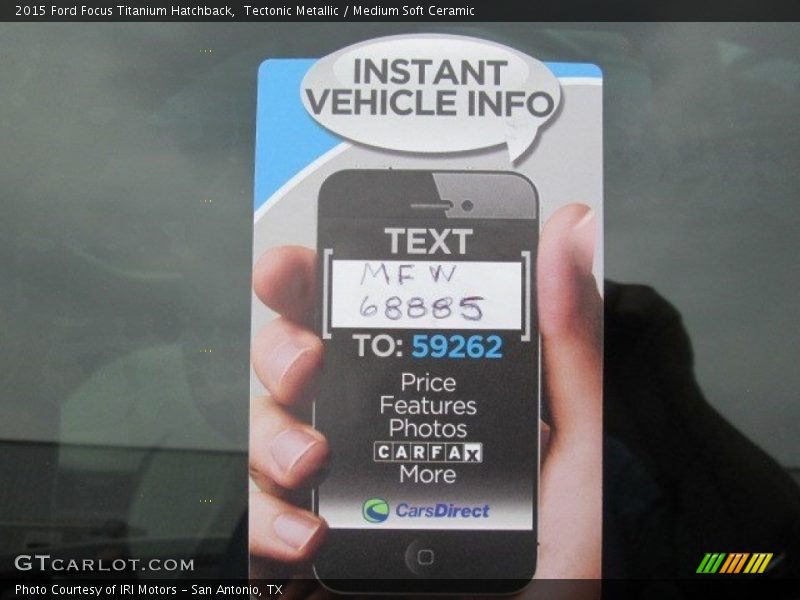 2015 Ford Focus Titanium Hatchback, Tectonic Metallic / Medium Soft Ceramic
INSTANT
VEHICLE INFO
TEXT
MFW
68885
TO: 59262
Price
Features
Photos
CARFAX
More
CarsDirect
GTCARLOT.COM
Photo Courtesy of IRI Motors - San Antonio, TX